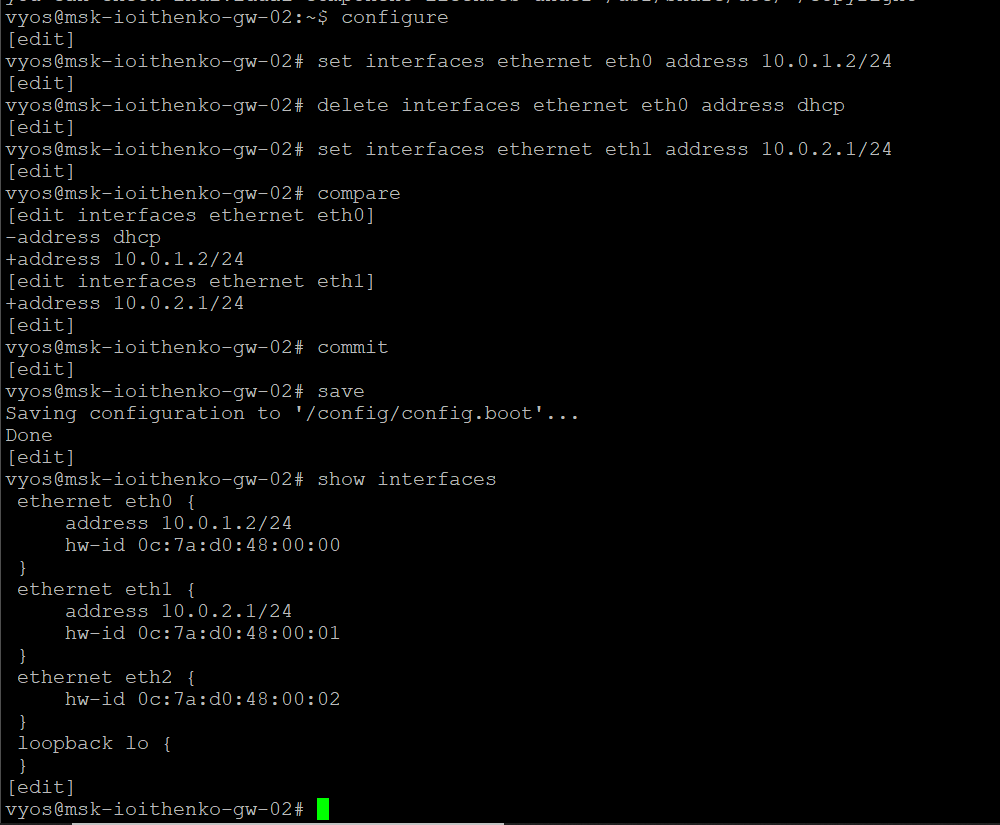 vyos@msk-ioithenko-gw-02:~$ configure
[edit]
vyos@msk-ioithenko-gw-02# set interfaces ethernet eth0 address 10.0.1.2/24
[edit]
vyos@msk-ioithenko-gw-02# delete interfaces ethernet eth0 address dhcp
[edit]
vyos@msk-ioithenko-gw-02# set interfaces ethernet eth1 address 10.0.2.1/24
[edit]
vyos@msk-ioithenko-gw-02# compare
[edit interfaces ethernet eth0]
-address dhcp
+address 10.0.1.2/24
[edit interfaces ethernet eth1]
+address 10.0.2.1/24
[edit]
vyos@msk-ioithenko-gw-02# commit
[edit]
vyos@msk-ioithenko-gw-02# save
Saving configuration to '/config/config.boot'...
Done
[edit]
vyos@msk-ioithenko-gw-02# show interfaces
 ethernet eth0 {
     address 10.0.1.2/24
     hw-id 0c:7a:d0:48:00:00
 }
 ethernet eth1 {
     address 10.0.2.1/24
     hw-id 0c:7a:d0:48:00:01
 }
 ethernet eth2 {
     hw-id 0c:7a:d0:48:00:02
 }
 loopback lo {
 }
[edit]
vyos@msk-ioithenko-gw-02#